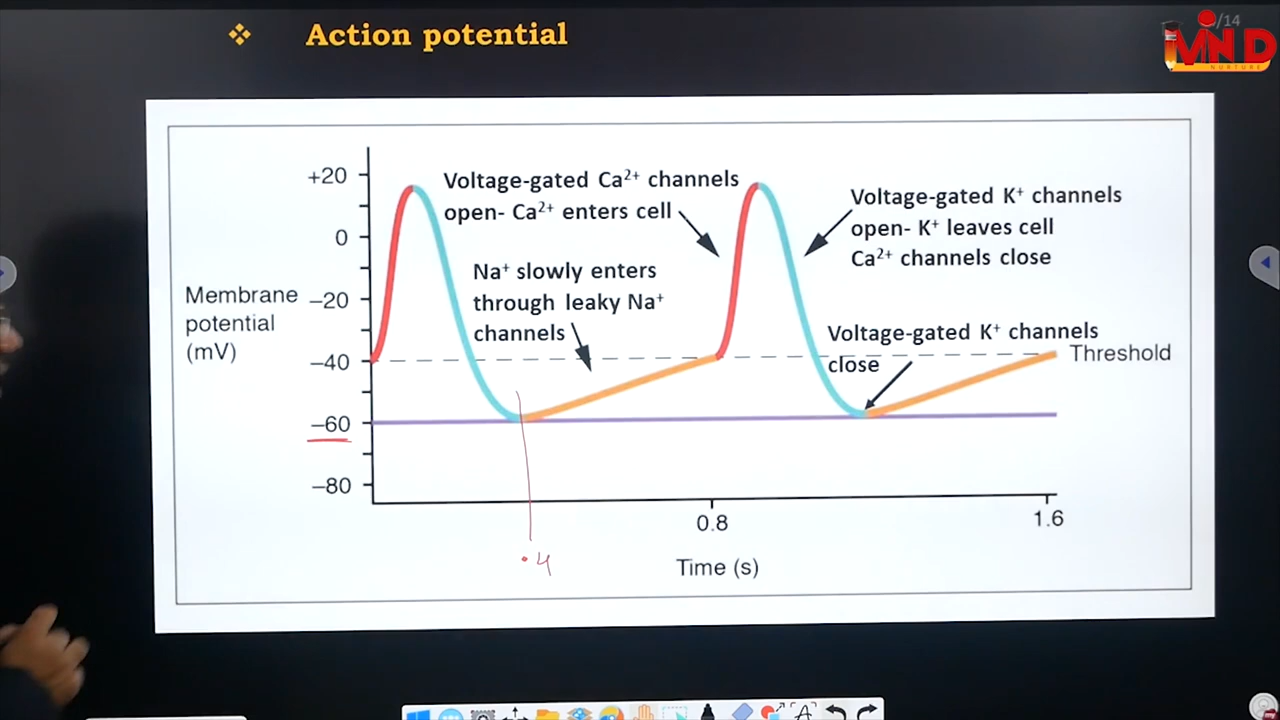 ❖ Action potential
/14
MIND
NURTURE
+20
0
–20
–40
–60
–80
Membrane
potential
(mV)
Voltage-gated Ca²⁺ channels
open- Ca²⁺ enters cell
Na⁺ slowly enters
through leaky Na⁺
channels
Voltage-gated K⁺ channels
open- K⁺ leaves cell
Ca²⁺ channels close
Voltage-gated K⁺ channels
close
Threshold
0.8
1.6
.4
Time (s)